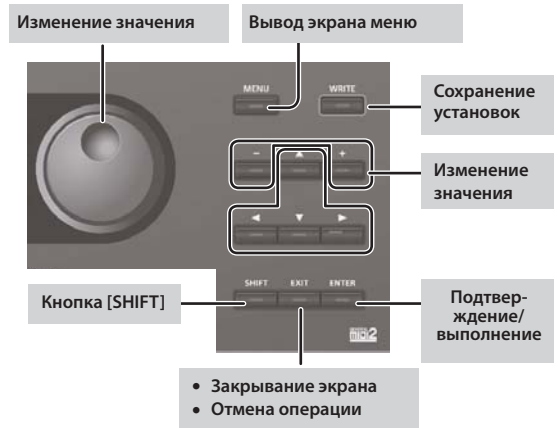 Изменение значения
Вывод экрана меню
MENU
WRITE
Сохранение
установок
− ▲ +
Изменение
значения
◀ ▼ ▶
SHIFT EXIT ENTER
Кнопка [SHIFT]
Подтвер-
ждение/
выполнение
midi2
• Закрывание экрана
• Отмена операции